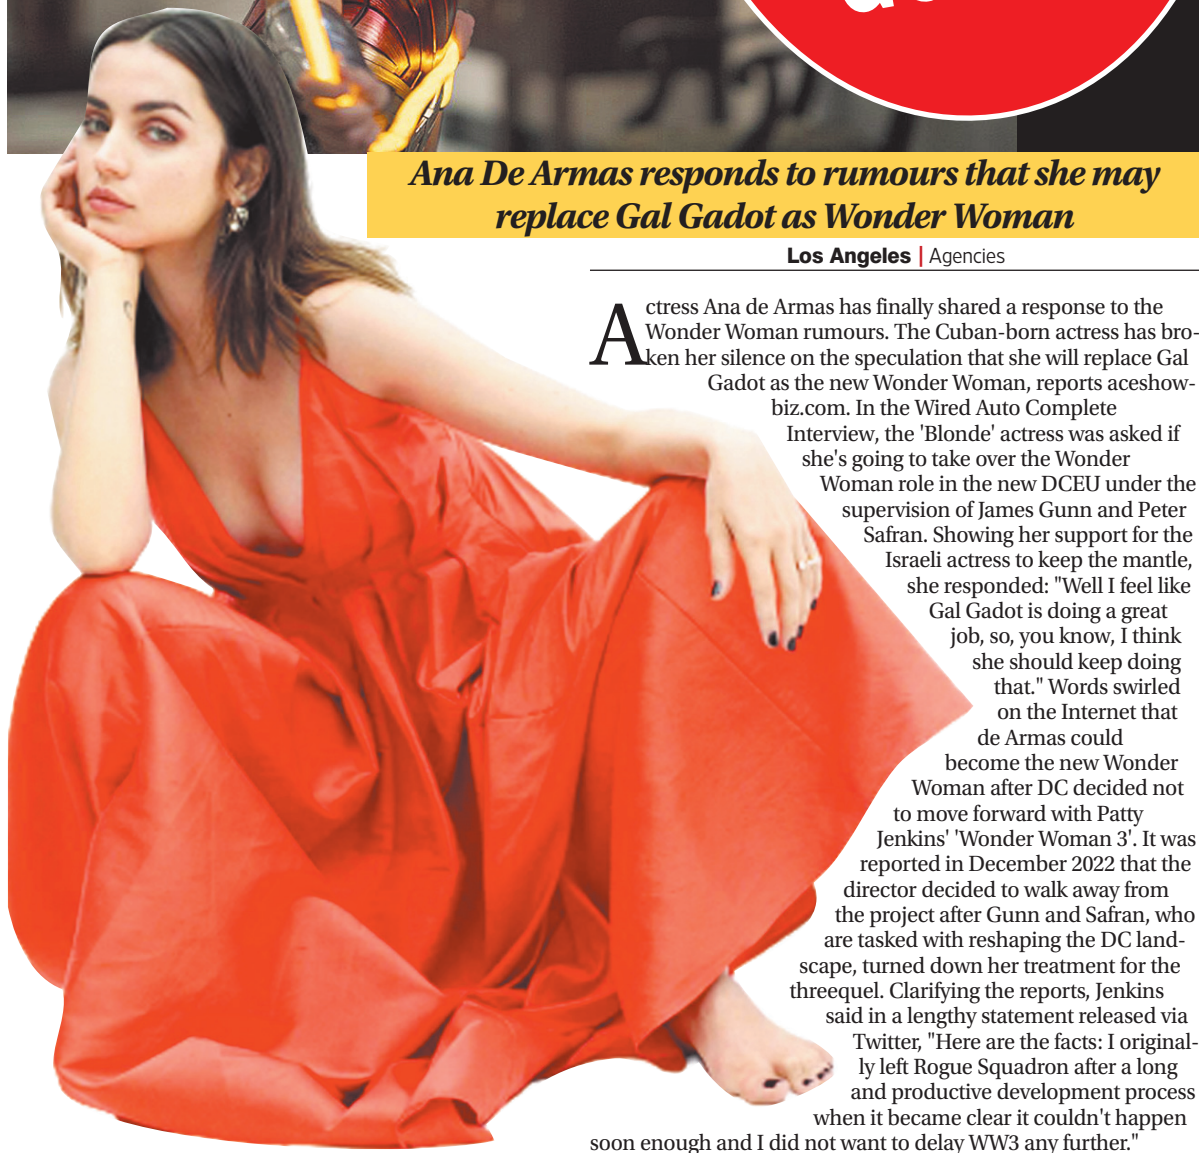 Ana De Armas responds to rumours that she may
replace Gal Gadot as Wonder Woman
Los Angeles | Agencies
Actress Ana de Armas has finally shared a response to the
Wonder Woman rumours. The Cuban-born actress has bro-
ken her silence on the speculation that she will replace Gal
Gadot as the new Wonder Woman, reports aceshow-
biz.com. In the Wired Auto Complete
Interview, the 'Blonde' actress was asked if
she's going to take over the Wonder
Woman role in the new DCEU under the
supervision of James Gunn and Peter
Safran. Showing her support for the
Israeli actress to keep the mantle,
she responded: "Well I feel like
Gal Gadot is doing a great
job, so, you know, I think
she should keep doing
that." Words swirled
on the Internet that
de Armas could
become the new Wonder
Woman after DC decided not
to move forward with Patty
Jenkins' 'Wonder Woman 3'. It was
reported in December 2022 that the
director decided to walk away from
the project after Gunn and Safran, who
are tasked with reshaping the DC land-
scape, turned down her treatment for the
threequel. Clarifying the reports, Jenkins
said in a lengthy statement released via
Twitter, "Here are the facts: I original-
ly left Rogue Squadron after a long
and productive development process
when it became clear it couldn't happen
soon enough and I did not want to delay WW3 any further."